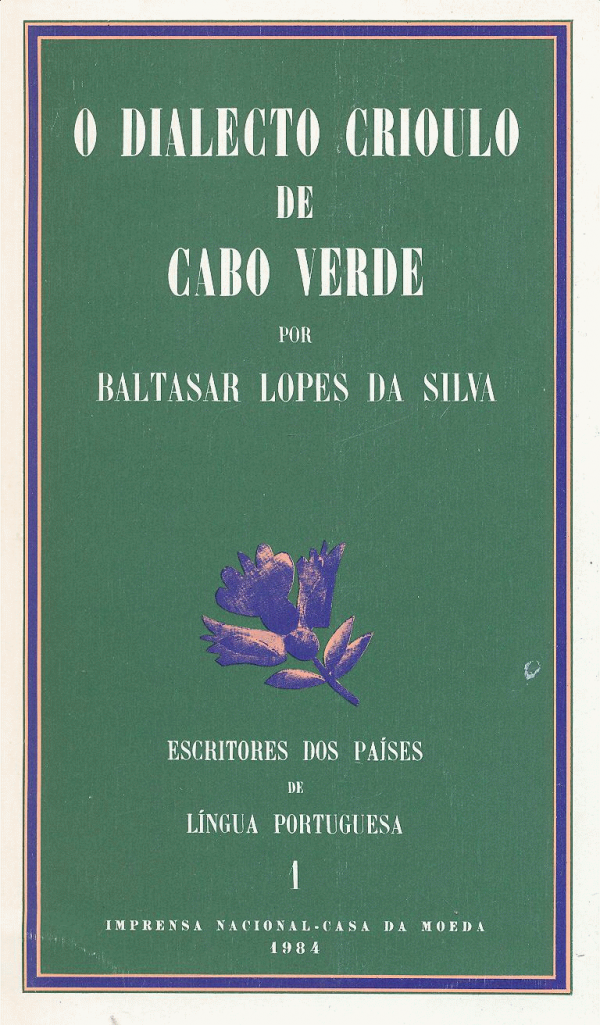 O DIALECTO CRIOULO
DE
CABO VERDE
POR
BALTASAR LOPES DA SILVA
ESCRITORES DOS PAÍSES
DE
LÍNGUA PORTUGUESA
1
IMPRENSA NACIONAL-CASA DA MOEDA
1984